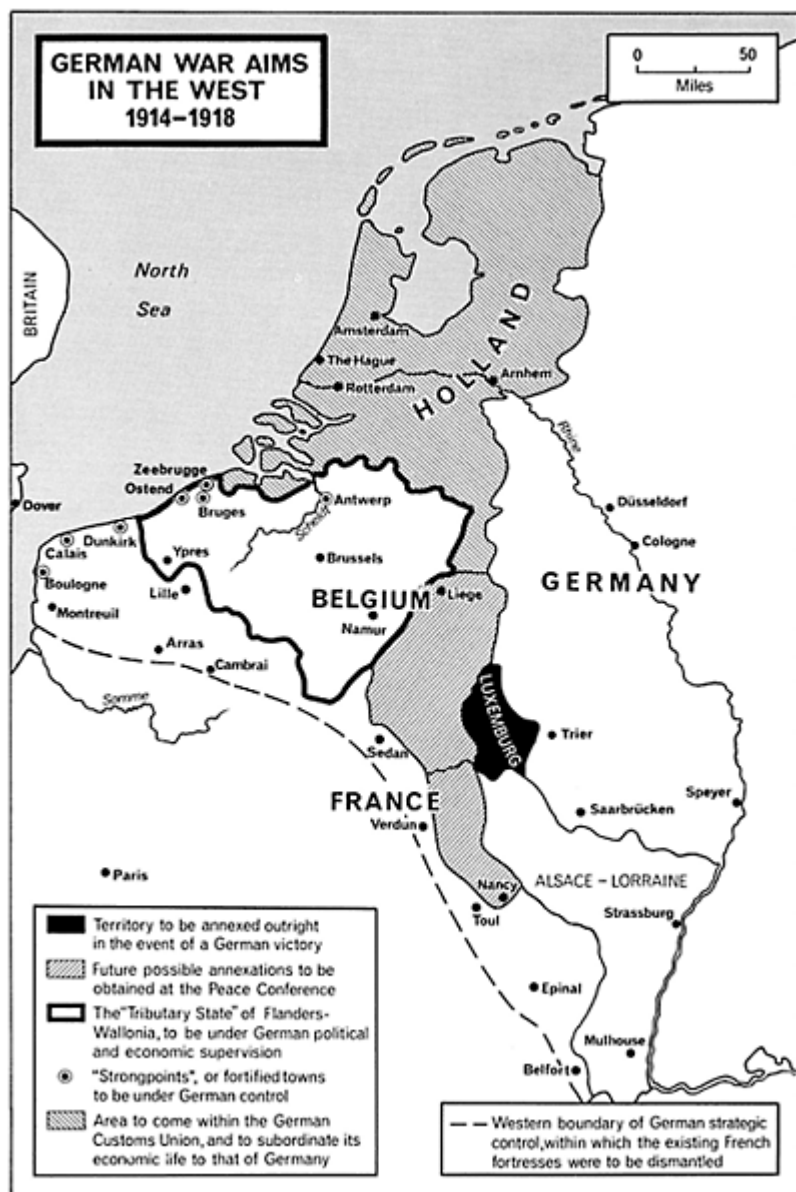 GERMAN WAR AIMS
IN THE WEST
1914–1918
0 50
Miles
North
Sea
BRITAIN
HOLLAND
Amsterdam
The Hague
Rotterdam
Arnhem
Rhine
Zeebrugge
Ostend
Bruges
Antwerp
Scheldt
Dover
Dunkirk
Calais
Boulogne
Ypres
Brussels
Düsseldorf
Cologne
GERMANY
Lille
BELGIUM
Liege
Montreuil
Namur
Arras
Cambrai
Somme
LUXEMBURG
Trier
Sedan
FRANCE
Verdun
Saarbrücken
Speyer
Paris
Nancy
Toul
ALSACE – LORRAINE
Strassburg
Epinal
Mulhouse
Belfort
Territory to be annexed outright
in the event of a German victory
Future possible annexations to be
obtained at the Peace Conference
The "Tributary State" of Flanders-
Wallonia, to be under German political
and economic supervision
"Strongpoints", or fortified towns
to be under German control
Area to come within the German
Customs Union, and to subordinate its
economic life to that of Germany
Western boundary of German strategic
control, within which the existing French
fortresses were to be dismantled